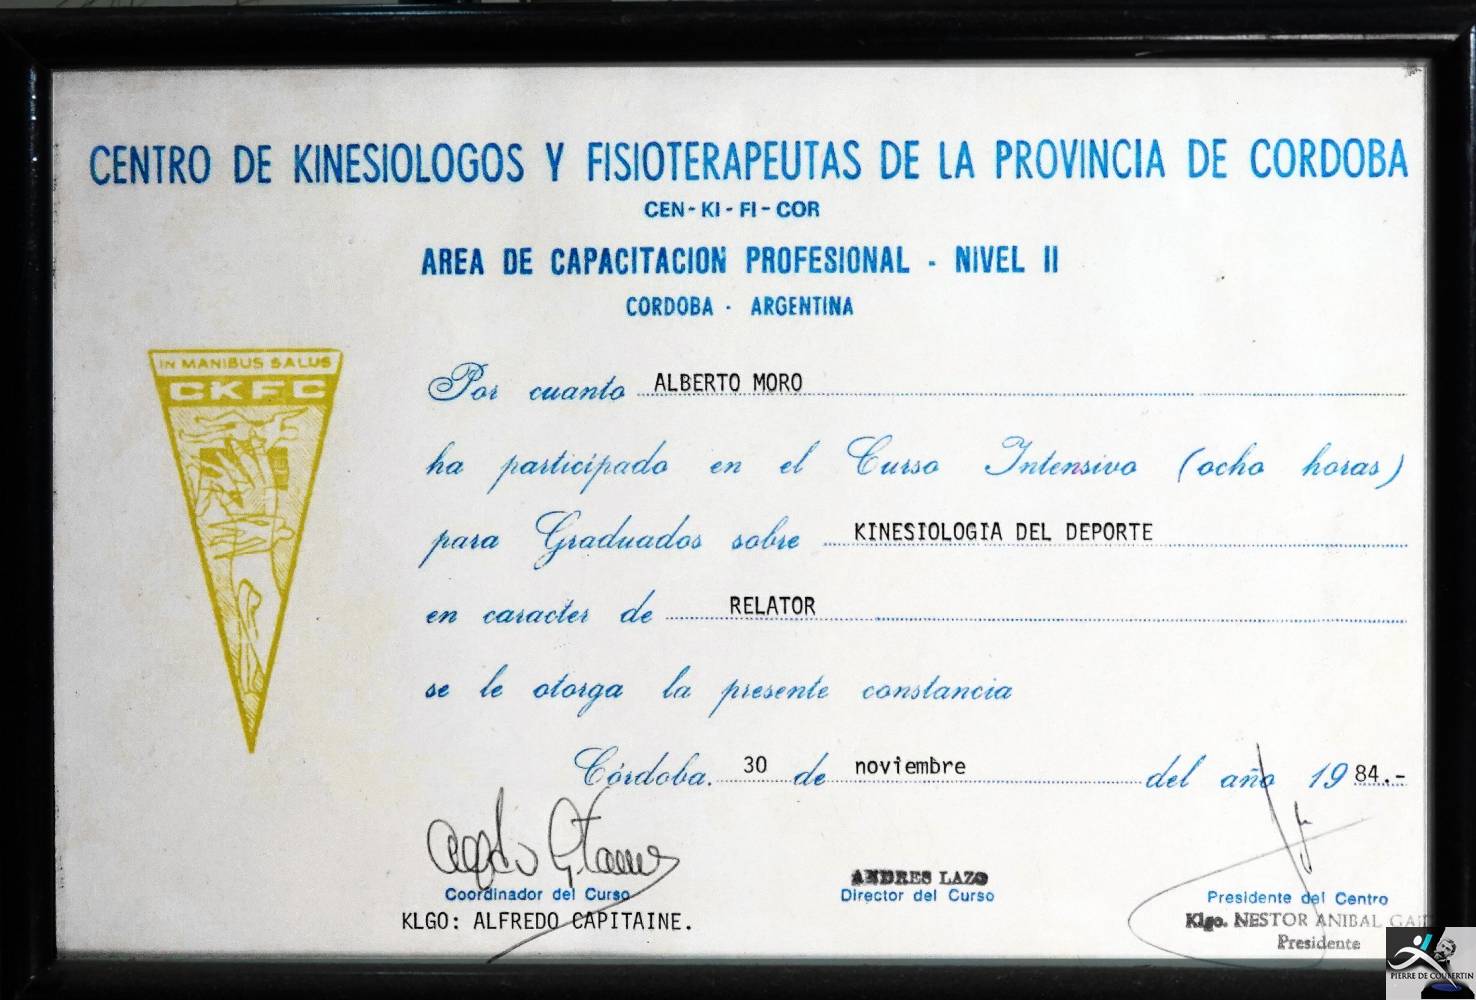 CENTRO DE KINESIOLOGOS Y FISIOTERAPEUTAS DE LA PROVINCIA DE CORDOBA
CEN-KI-FI-COR
AREA DE CAPACITACION PROFESIONAL - NIVEL II
CORDOBA - ARGENTINA
IN MANIBUS SALUS
CKFC
Por cuanto ALBERTO MORO
ha participado en el Curso Intensivo (ocho horas)
para Graduados sobre KINESIOLOGIA DEL DEPORTE
en caracter de RELATOR
se le otorga la presente constancia
Córdoba. 30 de noviembre del año 1984.-
Coordinador del Curso
KLGO: ALFREDO CAPITAINE.
ANDRES LAZO
Director del Curso
Presidente del Centro
Klgo. NESTOR ANIBAL
Presidente
PIERRE DE COUBERTIN